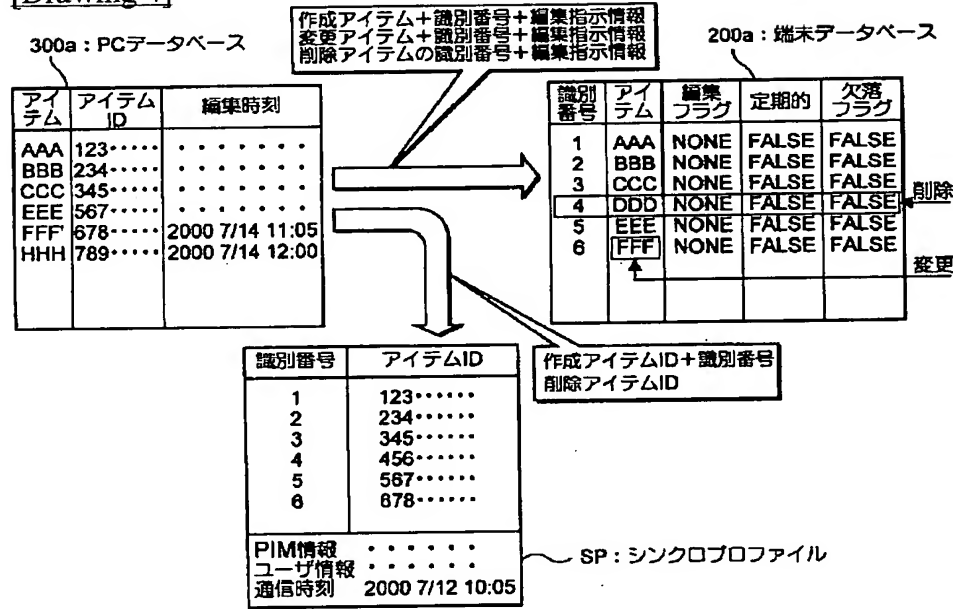 [Drawing 4]
作成アイテム+識別番号+編集指示情報
変更アイテム+識別番号+編集指示情報
削除アイテムの識別番号+編集指示情報
300a：PCデータベース
アイテム アイテムID 編集時刻
AAA 123・・・・・ ・・・・・・
BBB 234・・・・・ ・・・・・・
CCC 345・・・・・ ・・・・・・
EEE 567・・・・・ ・・・・・・
FFF' 678・・・・・ 2000 7/14 11:05
HHH 789・・・・・ 2000 7/14 12:00
200a：端末データベース
識別番号 アイテム 編集フラグ 定期的 欠落フラグ
1 AAA NONE FALSE FALSE
2 BBB NONE FALSE FALSE
3 CCC NONE FALSE FALSE
4 DDD NONE FALSE FALSE
5 EEE NONE FALSE FALSE
6 FFF NONE FALSE FALSE
削除
変更
作成アイテムID+識別番号
削除アイテムID
識別番号 アイテムID
1 123・・・・・・
2 234・・・・・・
3 345・・・・・・
4 456・・・・・・
5 567・・・・・・
6 678・・・・・・
PIM情報 ・・・・・・
ユーザ情報 ・・・・・・
通信時刻 2000 7/12 10:05
SP：シンクロプロファイル